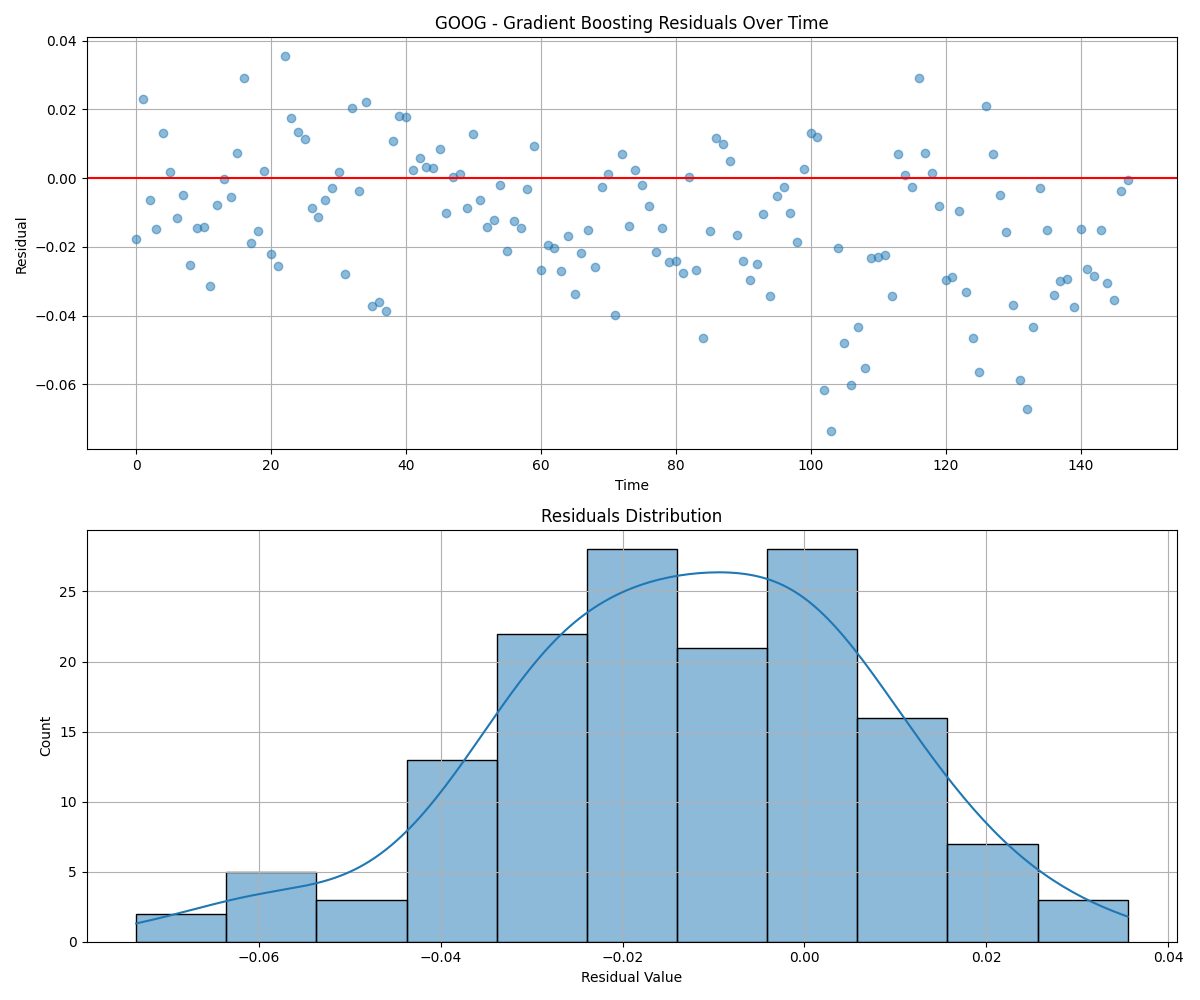 GOOG - Gradient Boosting Residuals Over Time
0.04
0.02
0.00
−0.02
−0.04
−0.06
Residual
0 20 40 60 80 100 120 140
Time
Residuals Distribution
25
20
15
10
5
0
Count
−0.06 −0.04 −0.02 0.00 0.02 0.04
Residual Value